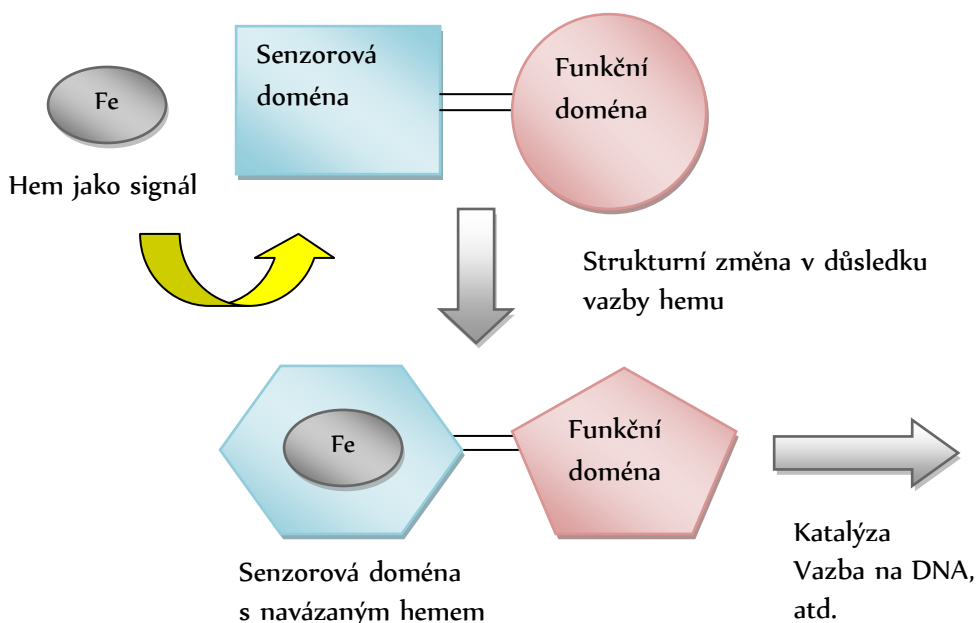 Senzorová
doména
Funkční
doména
Fe
Hem jako signál
Strukturní změna v důsledku
vazby hemu
Fe
Funkční
doména
Senzorová doména
s navázaným hemem
Katalýza
Vazba na DNA,
atd.